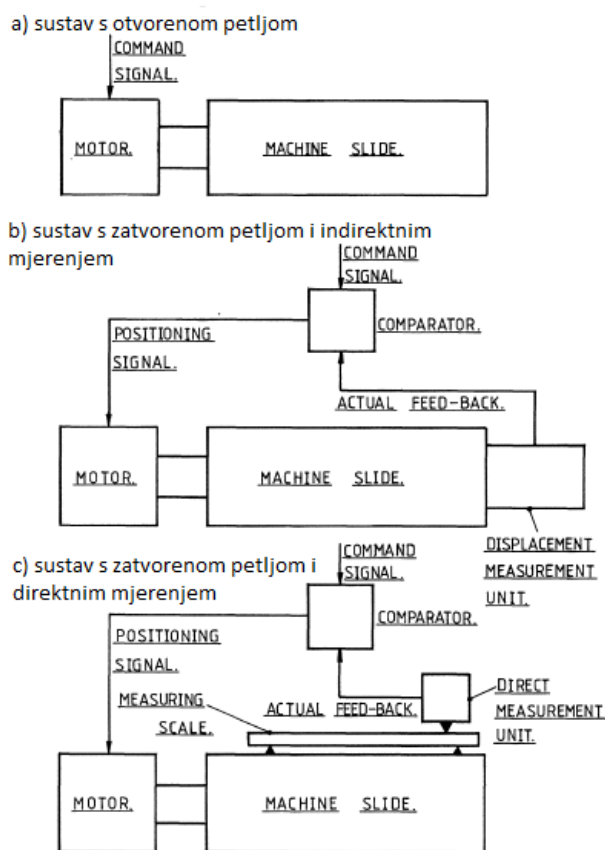 a) sustav s otvorenom petljom
COMMAND
SIGNAL.
MOTOR.
MACHINE SLIDE.
b) sustav s zatvorenom petljom i indirektnim
mjerenjem
COMMAND
SIGNAL.
COMPARATOR.
POSITIONING
SIGNAL.
ACTUAL FEED-BACK.
MOTOR.
MACHINE SLIDE.
DISPLACEMENT
MEASUREMENT
UNIT.
c) sustav s zatvorenom petljom i
direktnim mjerenjem
COMMAND
SIGNAL.
COMPARATOR.
POSITIONING
SIGNAL.
MEASURING
SCALE.
ACTUAL FEED-BACK.
DIRECT
MEASUREMENT
UNIT.
MOTOR.
MACHINE SLIDE.